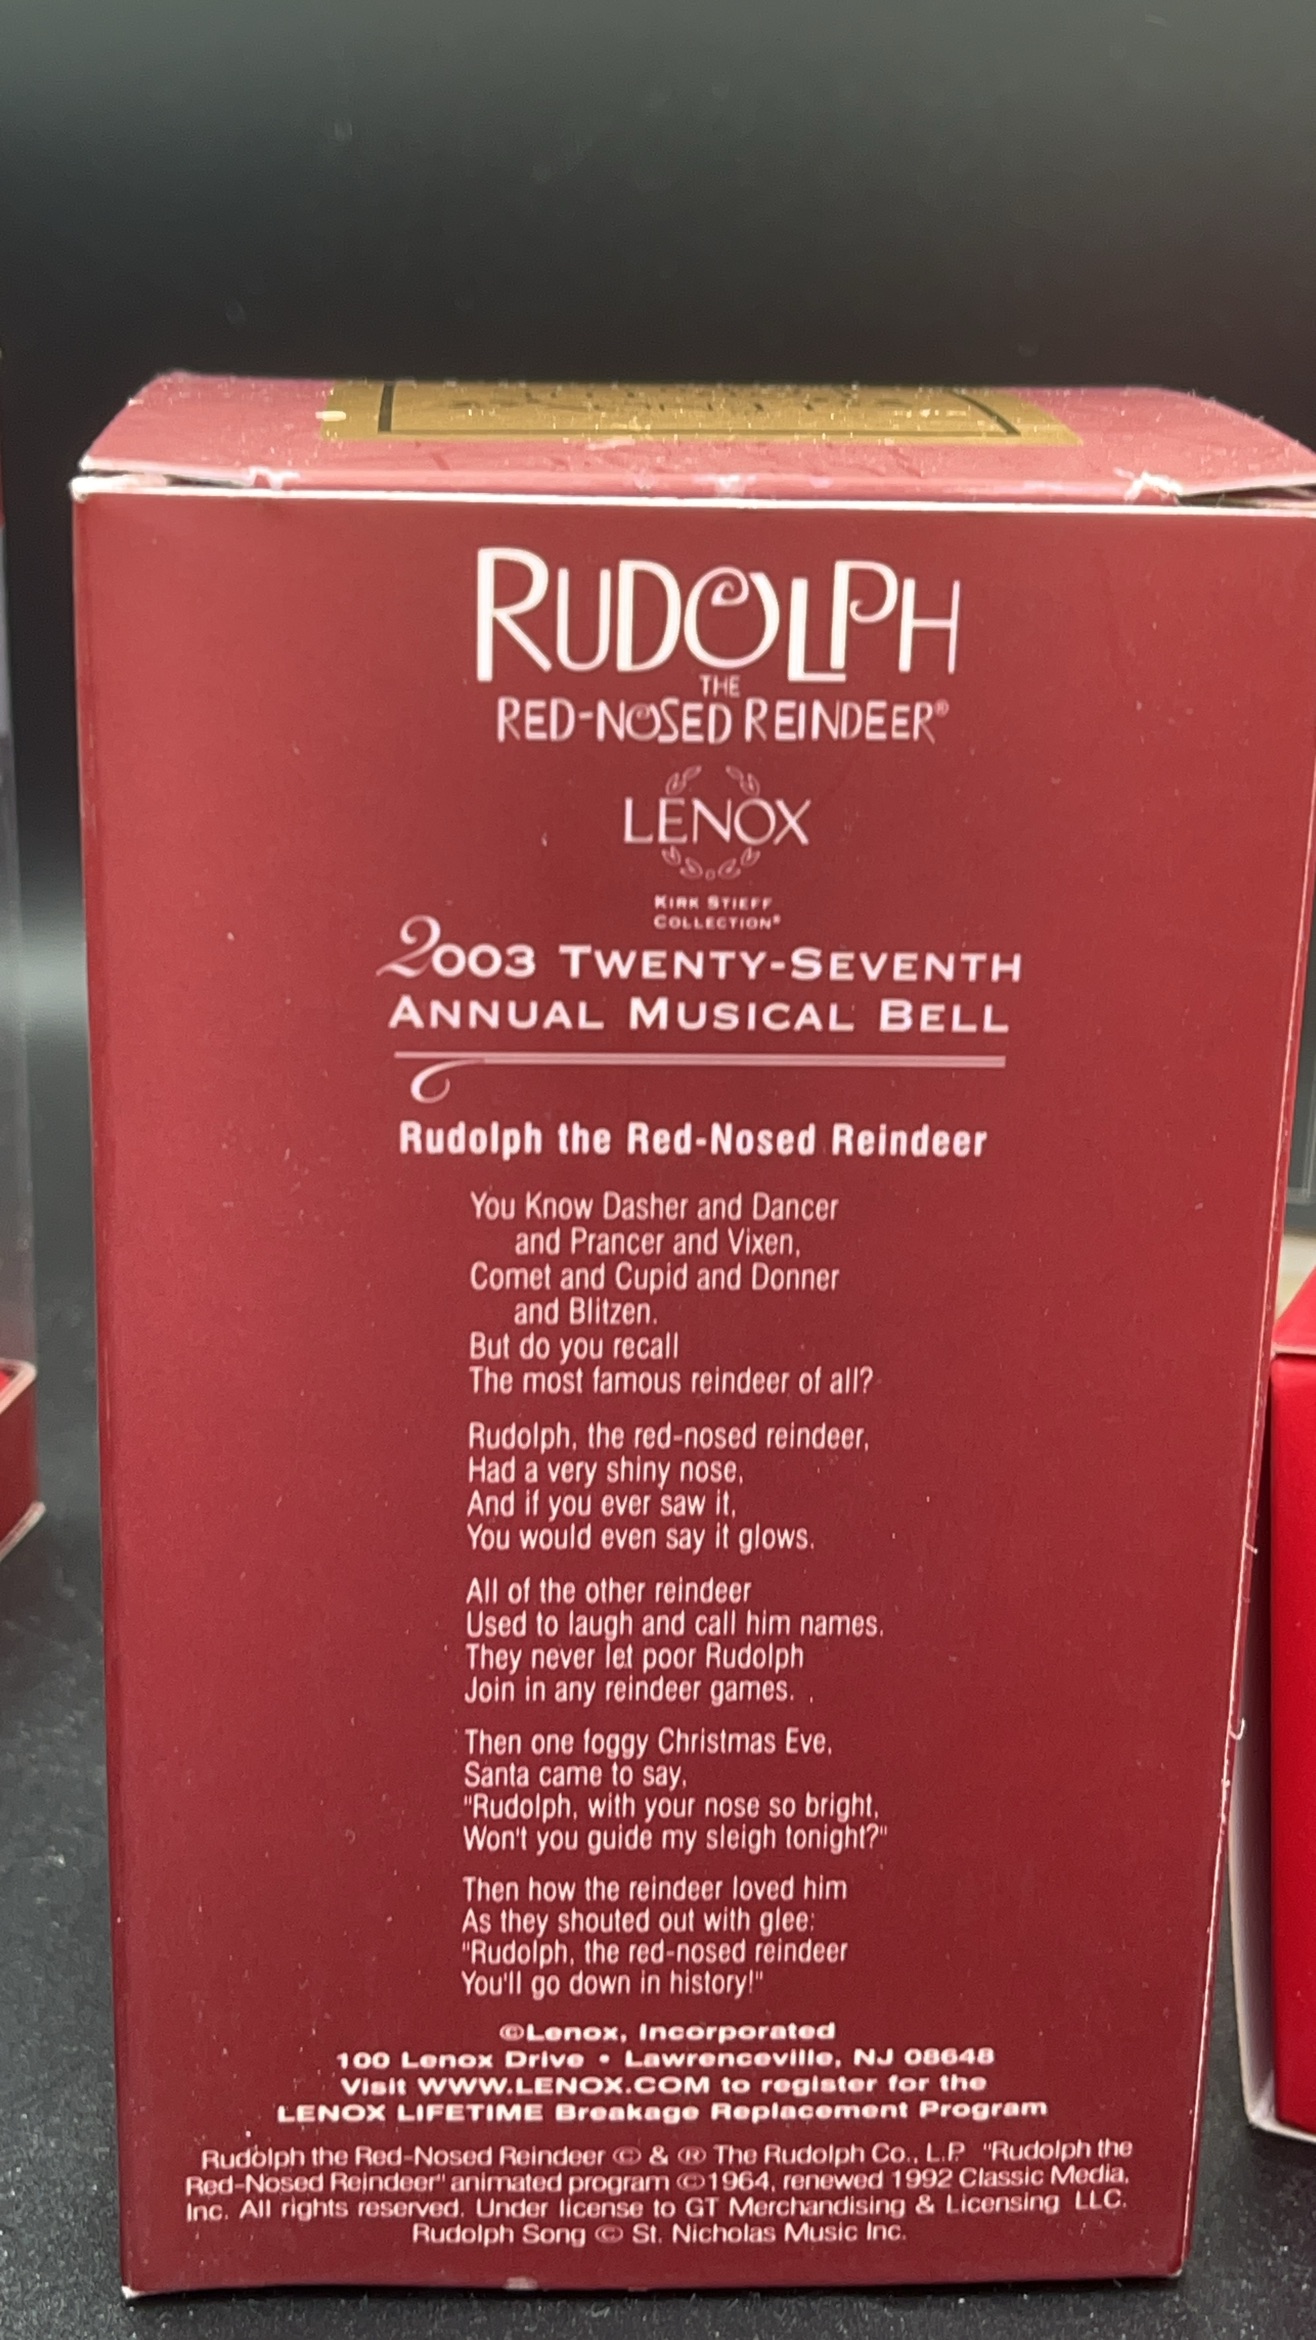 RUDOLPH
THE
RED-NOSED REINDEER®
LENOX
KIRK STIEFF
COLLECTION®
2003 TWENTY-SEVENTH
ANNUAL MUSICAL BELL
Rudolph the Red-Nosed Reindeer
You Know Dasher and Dancer
and Prancer and Vixen,
Comet and Cupid and Donner
and Blitzen.
But do you recall
The most famous reindeer of all?
Rudolph, the red-nosed reindeer,
Had a very shiny nose,
And if you ever saw it,
You would even say it glows.
All of the other reindeer
Used to laugh and call him names.
They never let poor Rudolph
Join in any reindeer games.
Then one foggy Christmas Eve,
Santa came to say,
"Rudolph, with your nose so bright,
Won't you guide my sleigh tonight?"
Then how the reindeer loved him
As they shouted out with glee:
"Rudolph, the red-nosed reindeer
You'll go down in history!"
©Lenox, Incorporated
100 Lenox Drive • Lawrenceville, NJ 08648
Visit WWW.LENOX.COM to register for the
LENOX LIFETIME Breakage Replacement Program
Rudolph the Red-Nosed Reindeer © & ® The Rudolph Co., L.P. "Rudolph the
Red-Nosed Reindeer" animated program ©1964, renewed 1992 Classic Media,
Inc. All rights reserved. Under license to GT Merchandising & Licensing LLC.
Rudolph Song © St. Nicholas Music Inc.